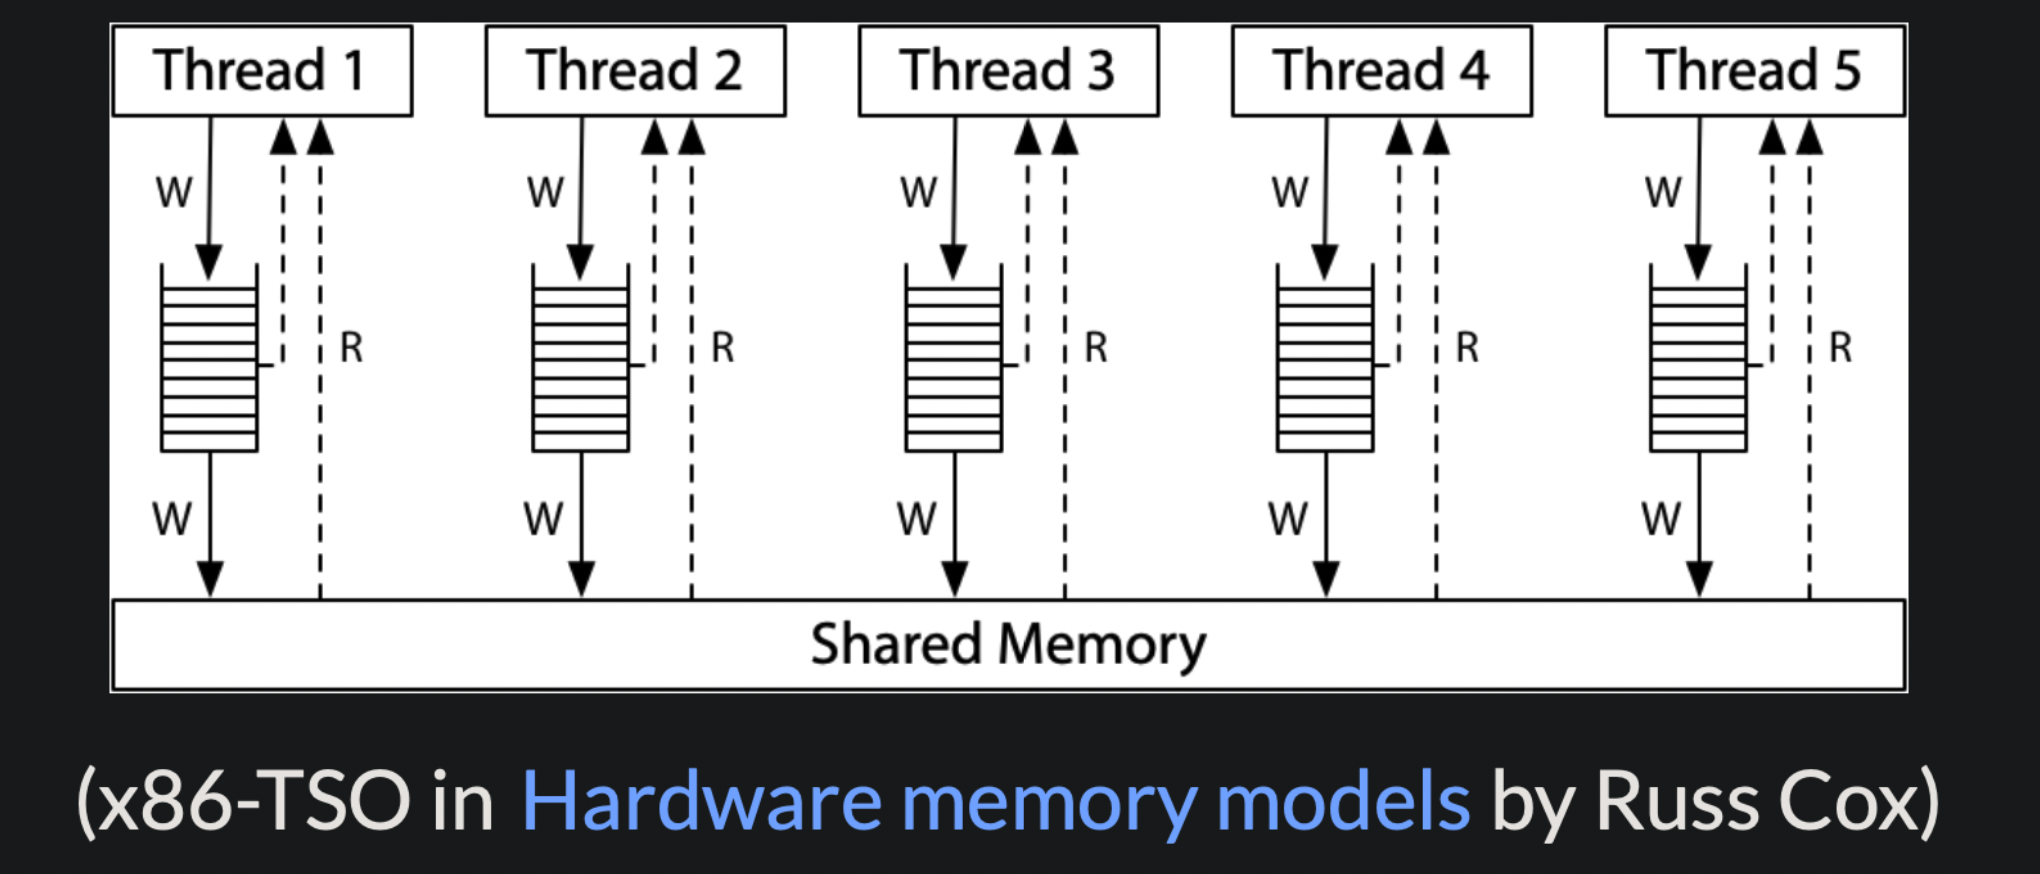 Thread 1 Thread 2 Thread 3 Thread 4 Thread 5
W W W W W
R R R R R
W W W W W
Shared Memory
(x86-TSO in Hardware memory models by Russ Cox)